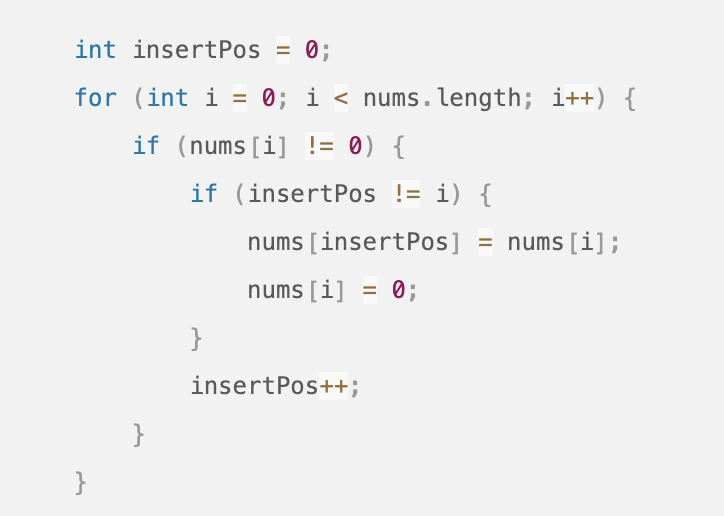 int insertPos = 0;
for (int i = 0; i < nums.length; i++) {
if (nums[i] != 0) {
if (insertPos != i) {
nums[insertPos] = nums[i];
nums[i] = 0;
}
insertPos++;
}
}